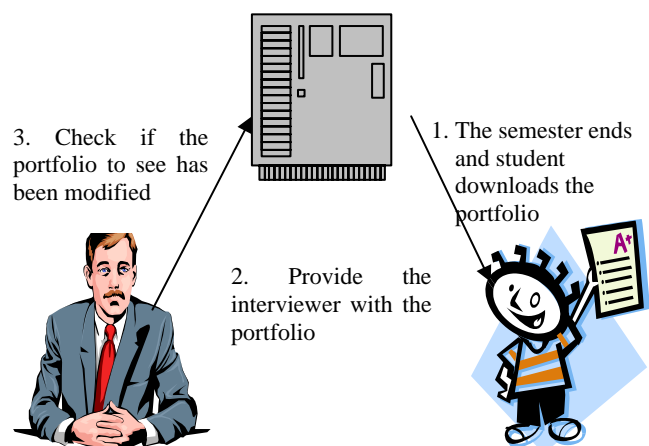 1. The semester ends
and student
downloads the
portfolio
2. Provide the
interviewer with the
portfolio
3. Check if the
portfolio to see has
been modified
A+